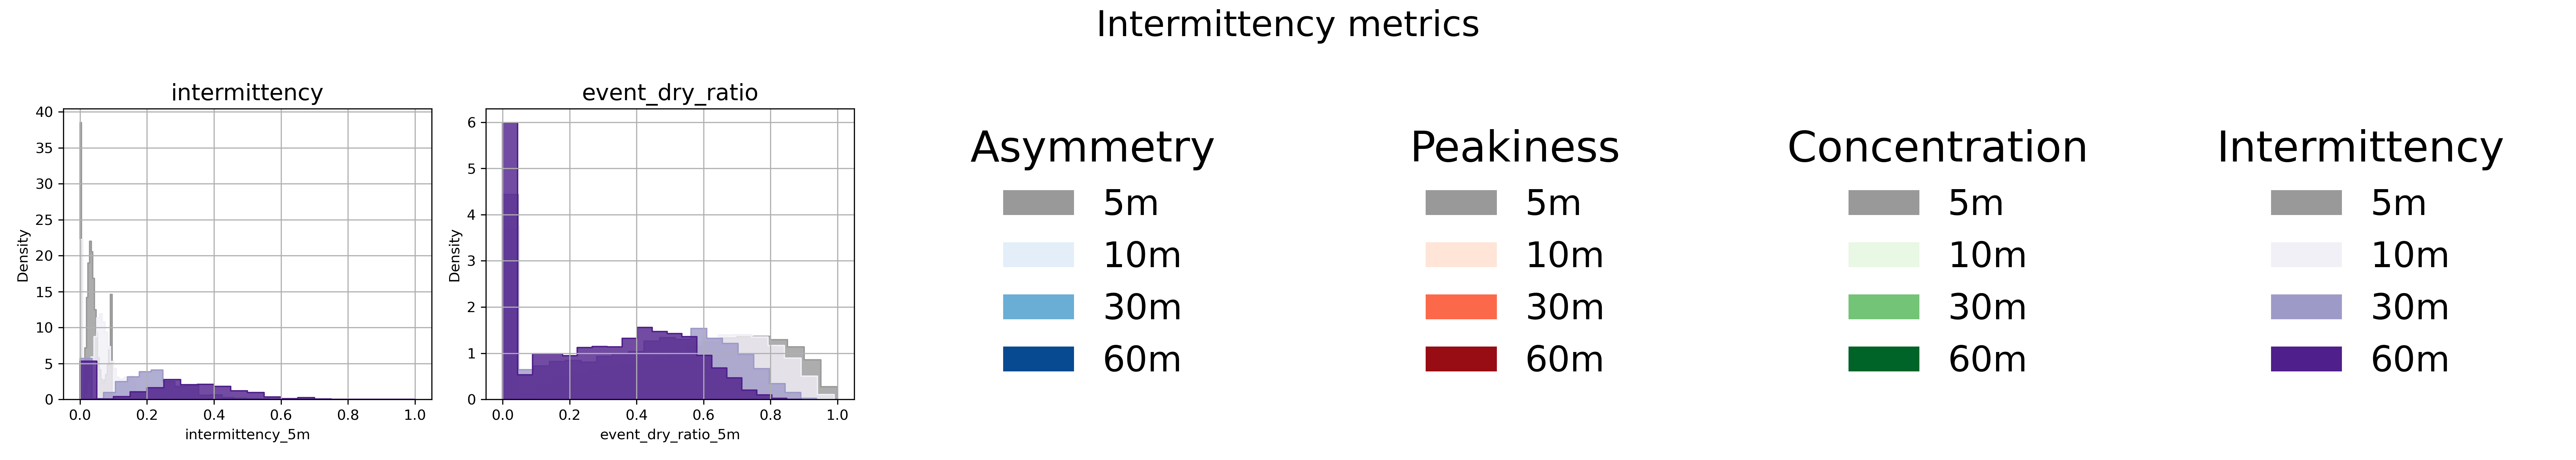 Intermittency metrics
intermittency
40
35
30
25
20
15
10
5
0
Density
0.0 0.2 0.4 0.6 0.8 1.0
intermittency_5m
event_dry_ratio
6
5
4
3
2
1
0
Density
0.0 0.2 0.4 0.6 0.8 1.0
event_dry_ratio_5m
Asymmetry
5m
10m
30m
60m
Peakiness
5m
10m
30m
60m
Concentration
5m
10m
30m
60m
Intermittency
5m
10m
30m
60m